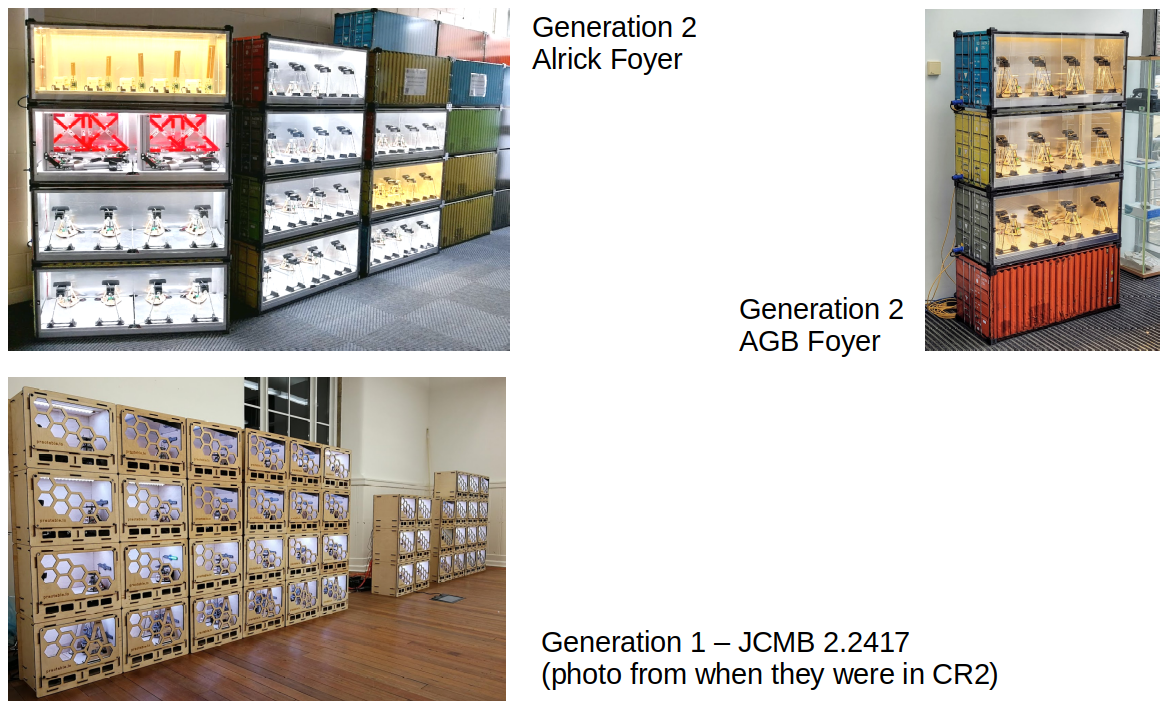 Generation 2
Alrick Foyer
Generation 2
AGB Foyer
Generation 1 – JCMB 2.2417
(photo from when they were in CR2)